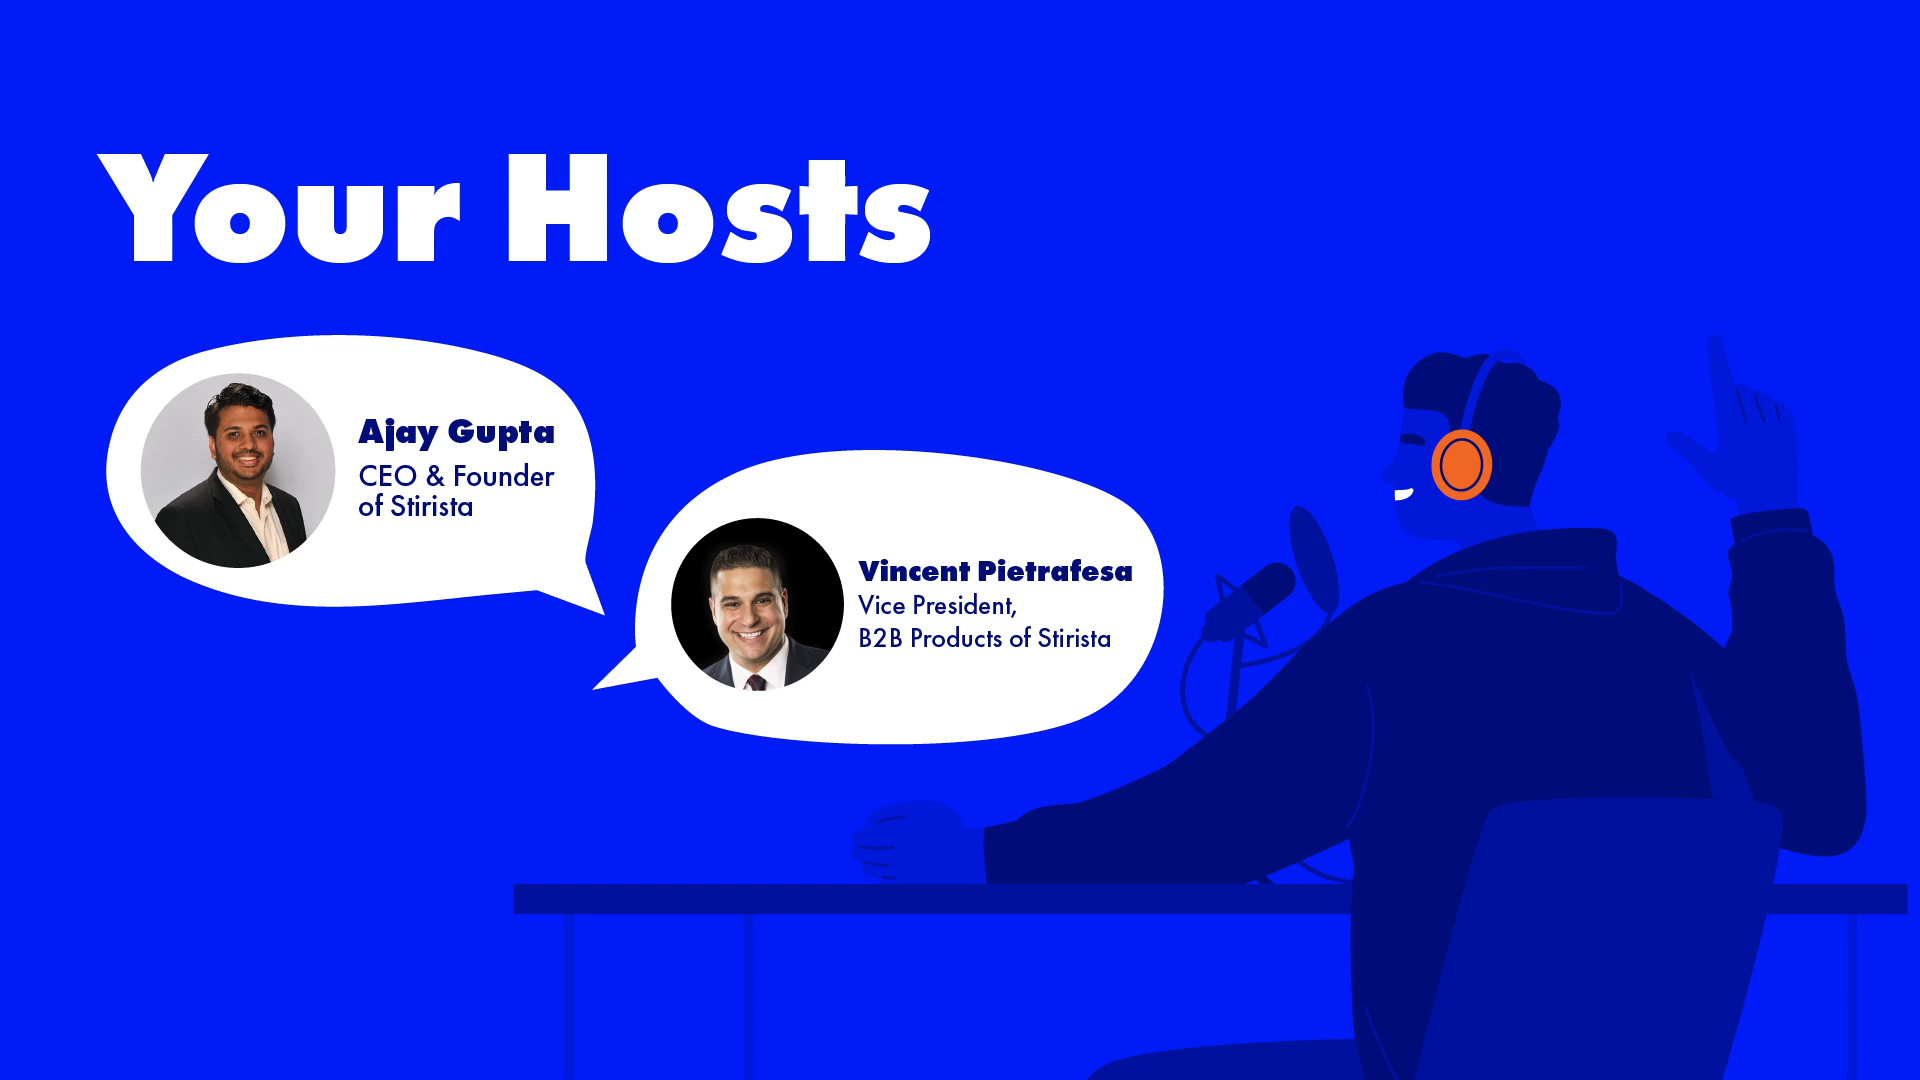 Your Hosts
Ajay Gupta
CEO & Founder
of Stirista
Vincent Pietrafesa
Vice President,
B2B Products of Stirista